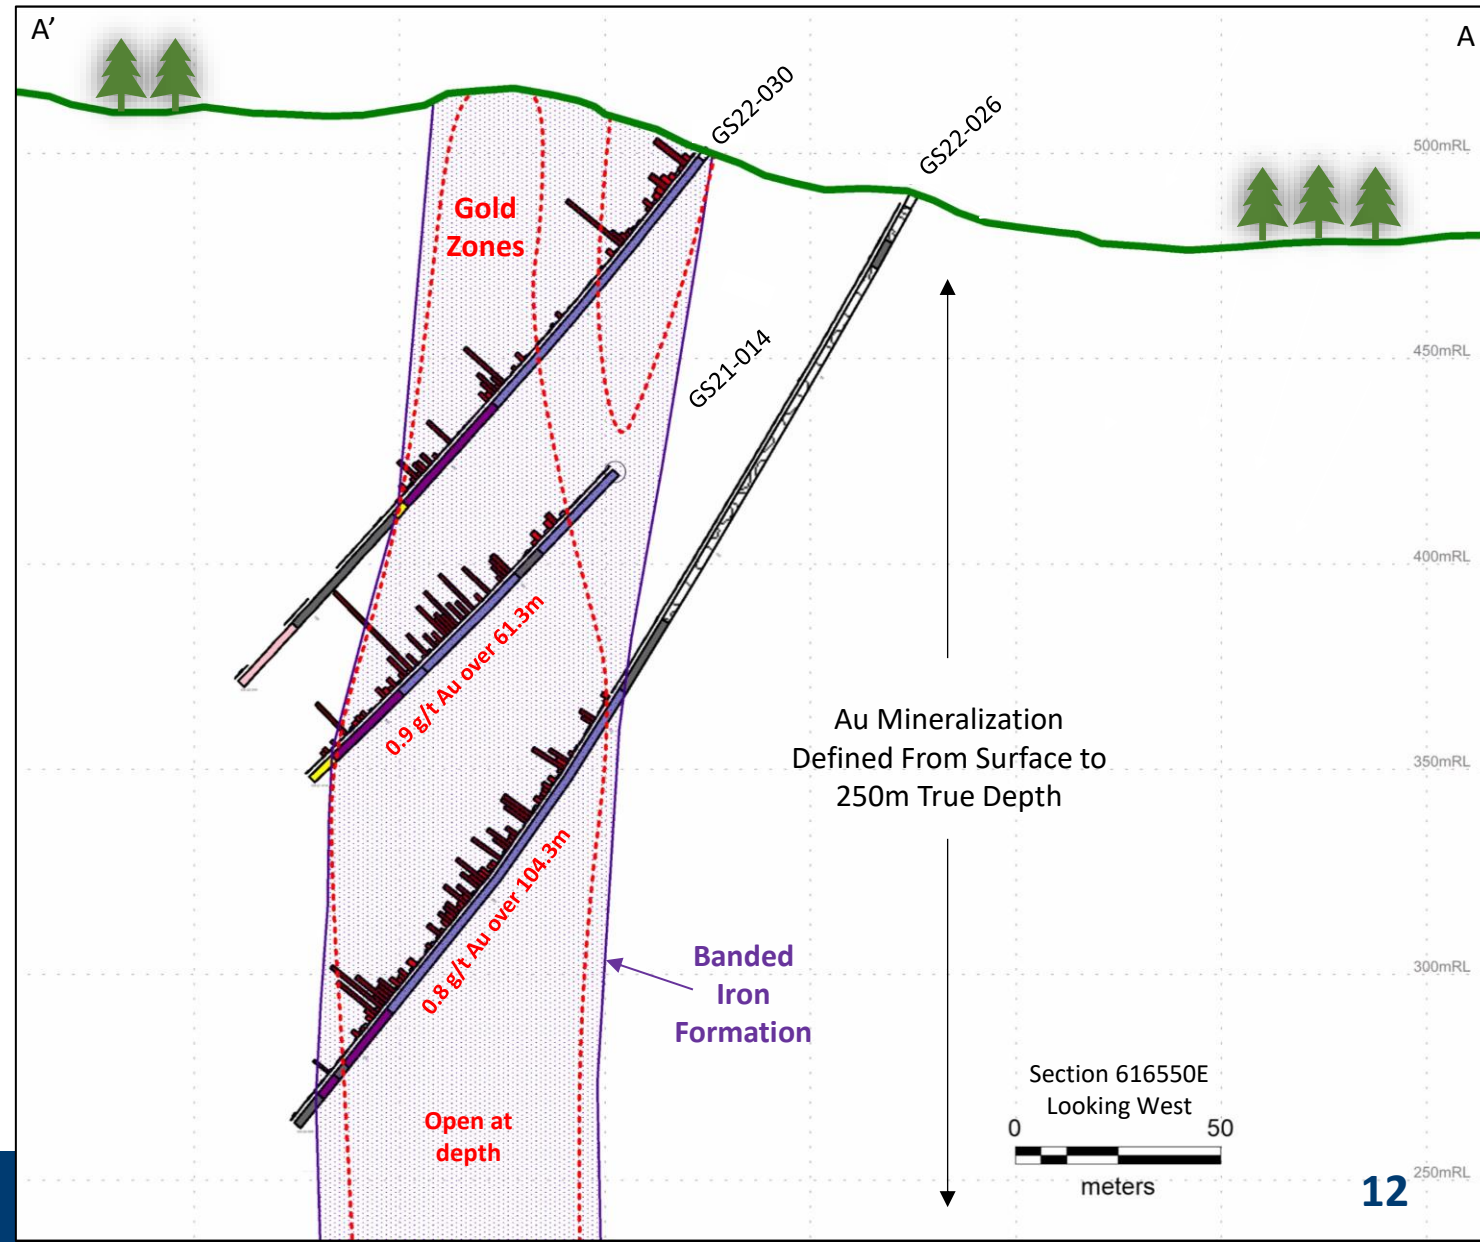 A’
A
GS22-030
GS22-026
500mRL
Gold
Zones
GS21-014
450mRL
400mRL
0.9 g/t Au over 61.3m
Au Mineralization
Defined From Surface to
250m True Depth
350mRL
0.8 g/t Au over 104.3m
Banded
Iron
Formation
300mRL
Open at
depth
Section 616550E
Looking West
0 50
meters
250mRL
12